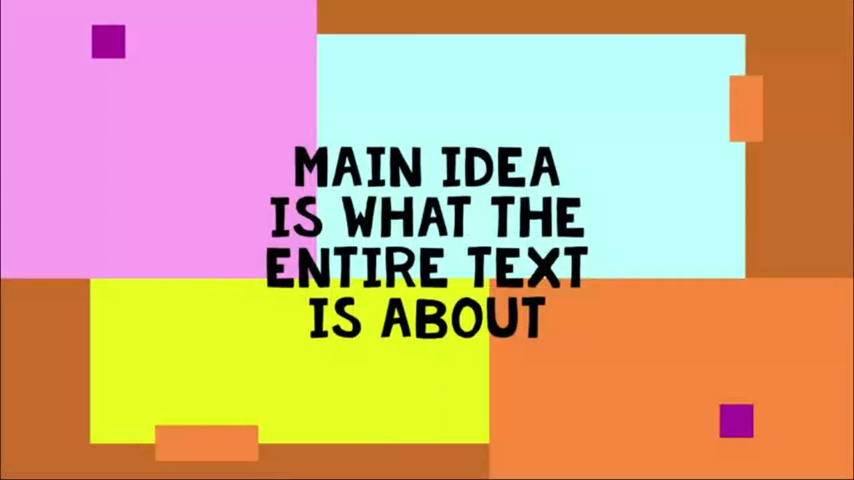 MAIN IDEA
IS WHAT THE
ENTIRE TEXT
IS ABOUT